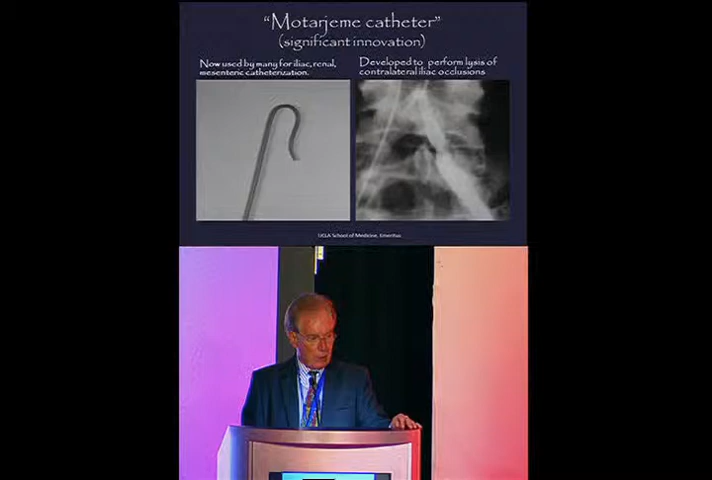 "Motarjeme catheter"
(significant innovation)
Now used by many for iliac, renal,
mesenteric catheterization.
Developed to perform lysis of
contralateral iliac occlusions
UCLA School of Medicine, Emeritus